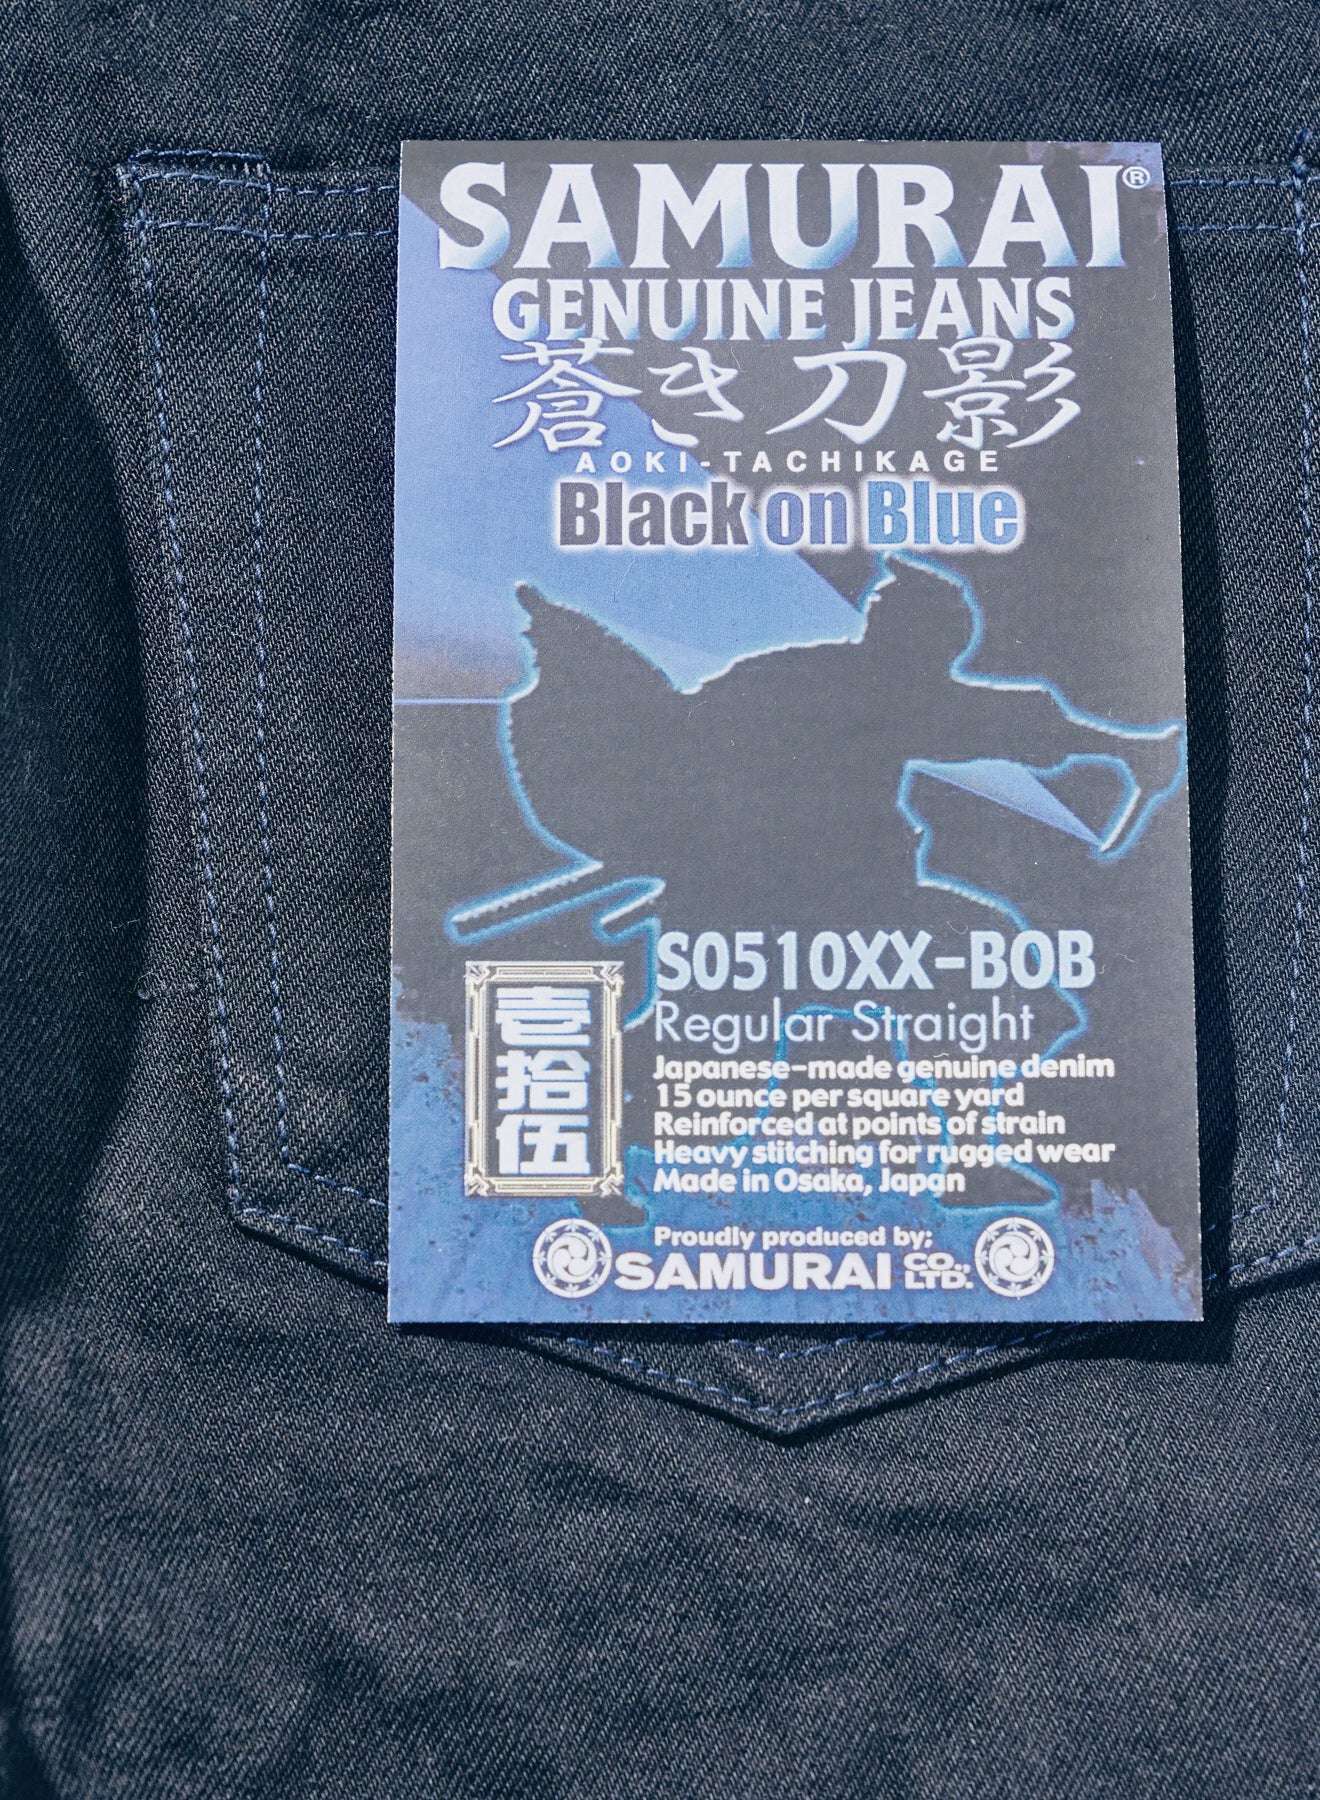 SAMURAI®
GENUINE JEANS
蒼き刀影
AOKI-TACHIKAGE
Black on Blue
S0510XX-BOB
Regular Straight
壱拾伍
Japanese-made genuine denim
15 ounce per square yard
Reinforced at points of strain
Heavy stitching for rugged wear
Made in Osaka, Japan
Proudly produced by;
SAMURAI CO., LTD.